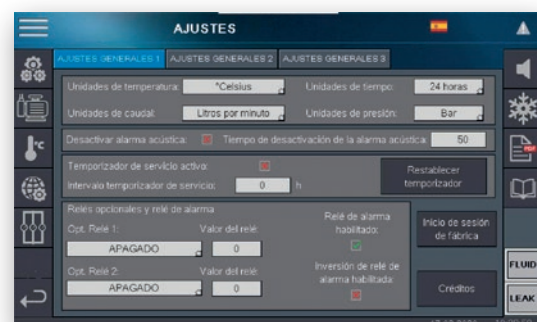 AJUSTES
AJUSTES GENERALES 1 AJUSTES GENERALES 2 AJUSTES GENERALES 3
Unidades de temperatura: °Celsius Unidades de tiempo: 24 horas
Unidades de caudal: Litros por minuto Unidades de presión: Bar
Desactivar alarma acústica: Tiempo de desactivación de la alarma acústica: 50
Temporizador de servicio activo:
Intervalo temporizador de servicio: 0 h
Restablecer
temporizador
Relés opcionales y relé de alarma
Opt. Relé 1: Valor del relé:
APAGADO 0
Opt. Relé 2: Valor del relé:
APAGADO 0
Relé de alarma
habilitado:
Inversión de relé de
alarma habilitada:
Inicio de sesión
de fábrica
Créditos
°C
PDF
FLUID
LEAK